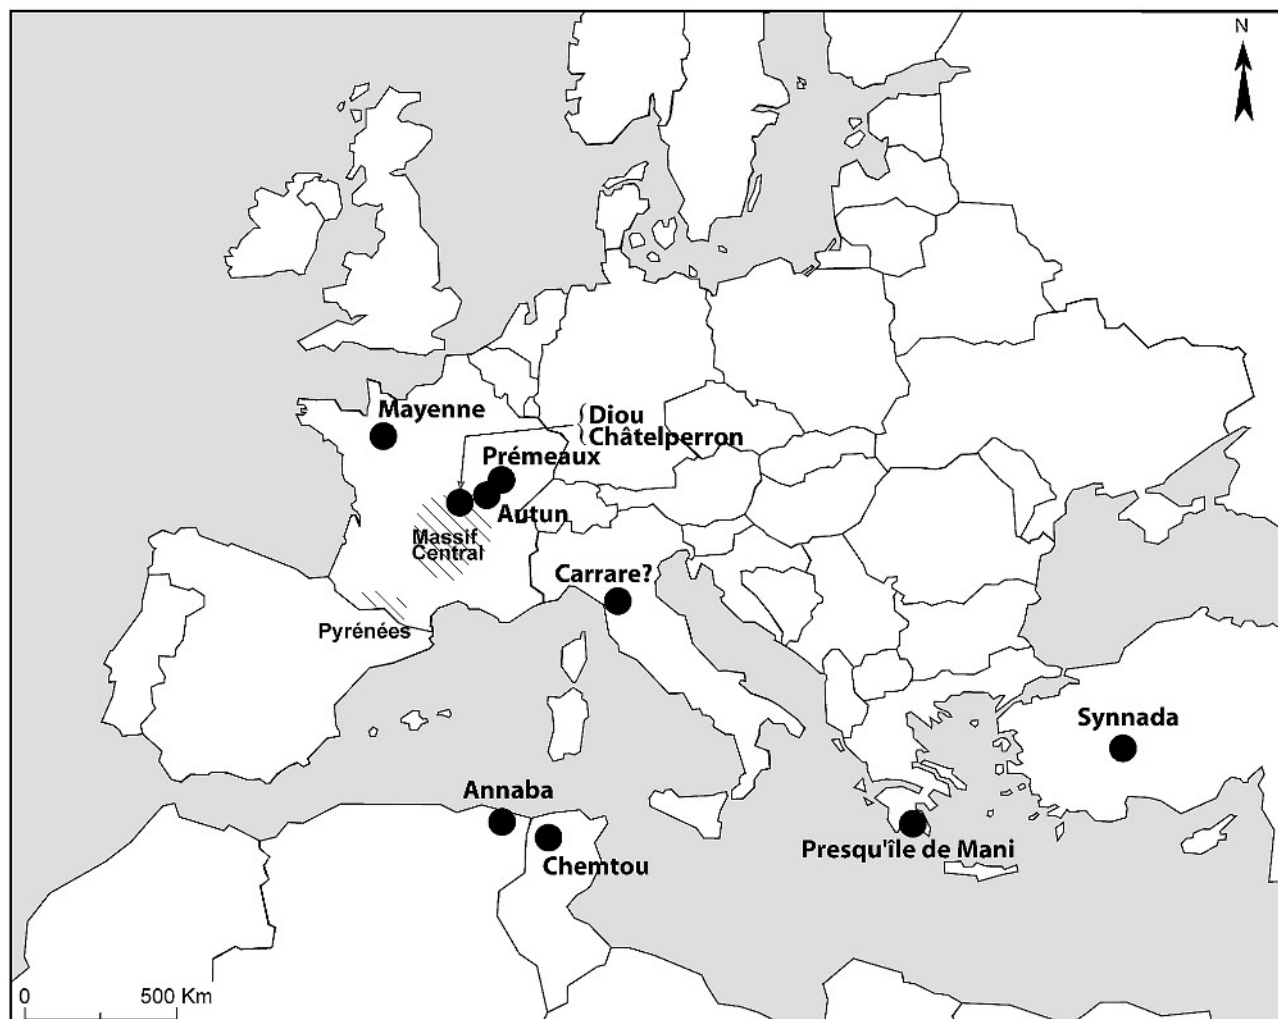 N
Mayenne
Diou
Châtelperron
Prémeaux
Autun
Massif
Central
Carrare?
Pyrénées
Synnada
Annaba
Presqu'île de Mani
Chemtou
0 500 Km